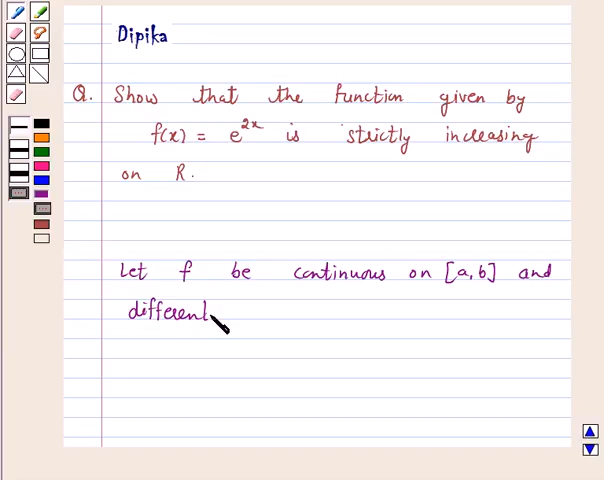 Dipika
Q. Show that the function given by
f(x) = e^{2x} is strictly increasing
on R.
Let f be continuous on [a, b] and
different